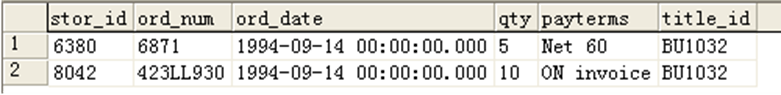 stor_id ord_num ord_date qty payterms title_id
1 6380 6871 1994-09-14 00:00:00.000 5 Net 60 BU1032
2 8042 423LL930 1994-09-14 00:00:00.000 10 ON invoice BU1032